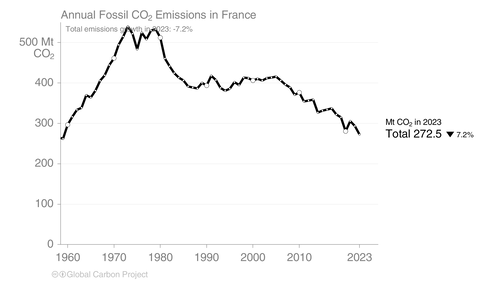 Annual Fossil CO₂ Emissions in France
Total emissions growth in 2023: -7.2%
500 Mt
CO₂
400
300
200
100
0
Mt CO₂ in 2023
Total 272.5 ▼ 7.2%
1960 1970 1980 1990 2000 2010 2023
Global Carbon Project